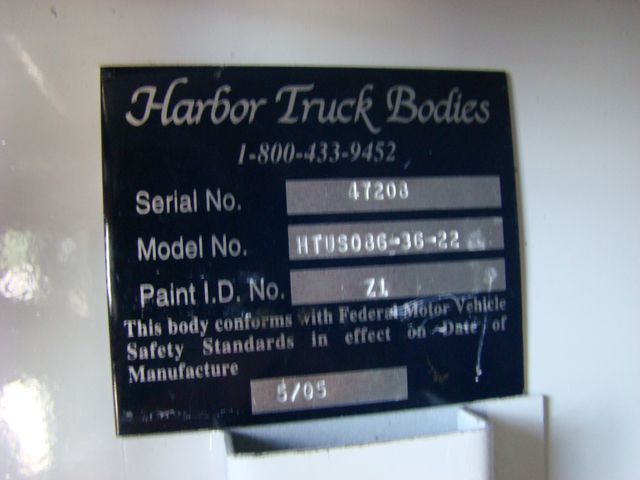 Harbor Truck Bodies
1-800-433-9452
Serial No. 47208
Model No. HTUS086-36-22
Paint I.D. No. Z1
This body conforms with Federal Motor Vehicle
Safety Standards in effect on Date of
Manufacture
5/05